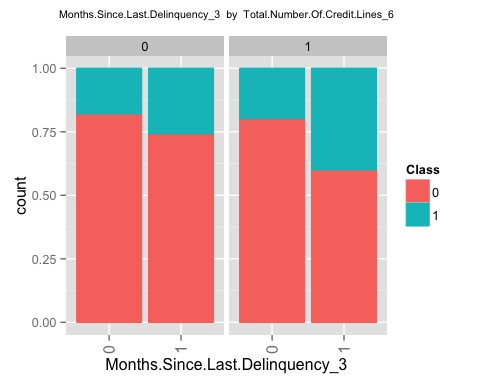 Months.Since.Last.Delinquency_3 by Total.Number.Of.Credit.Lines_6
0 1
1.00
0.75
0.50
0.25
0.00
count
0 1 0 1
Months.Since.Last.Delinquency_3
Class
0
1